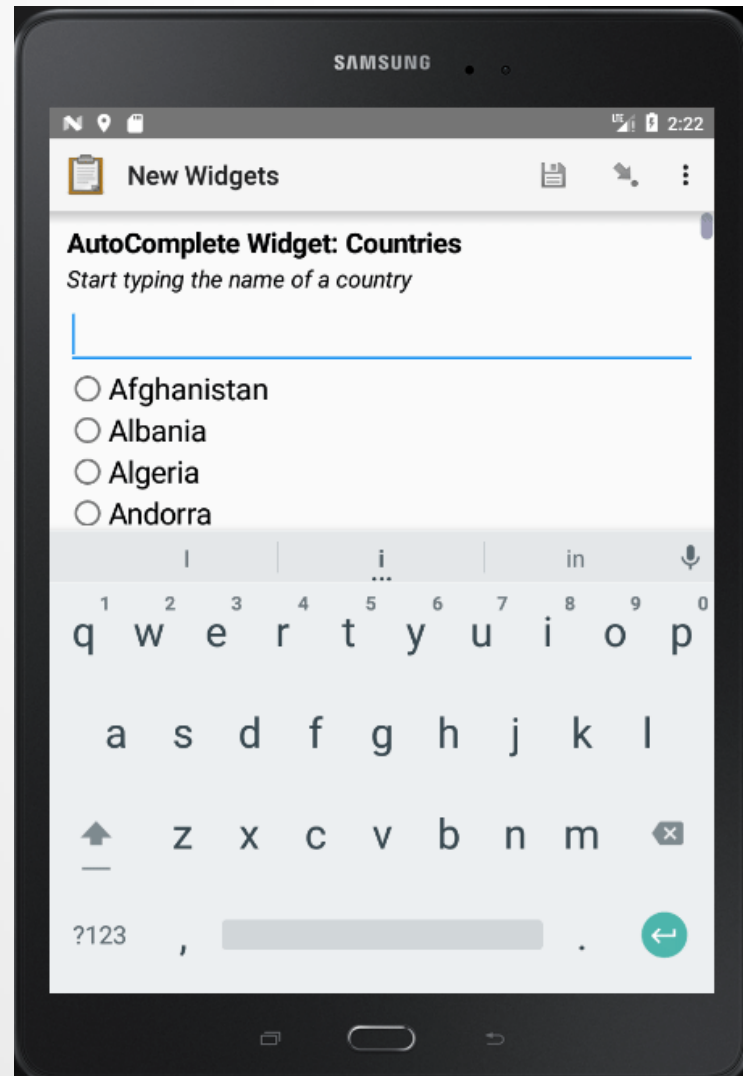 SAMSUNG
LTE 2:22
New Widgets
AutoComplete Widget: Countries
Start typing the name of a country
Afghanistan
Albania
Algeria
Andorra
I i in
1 2 3 4 5 6 7 8 9 0
q w e r t y u i o p
a s d f g h j k l
z x c v b n m
?123 , .